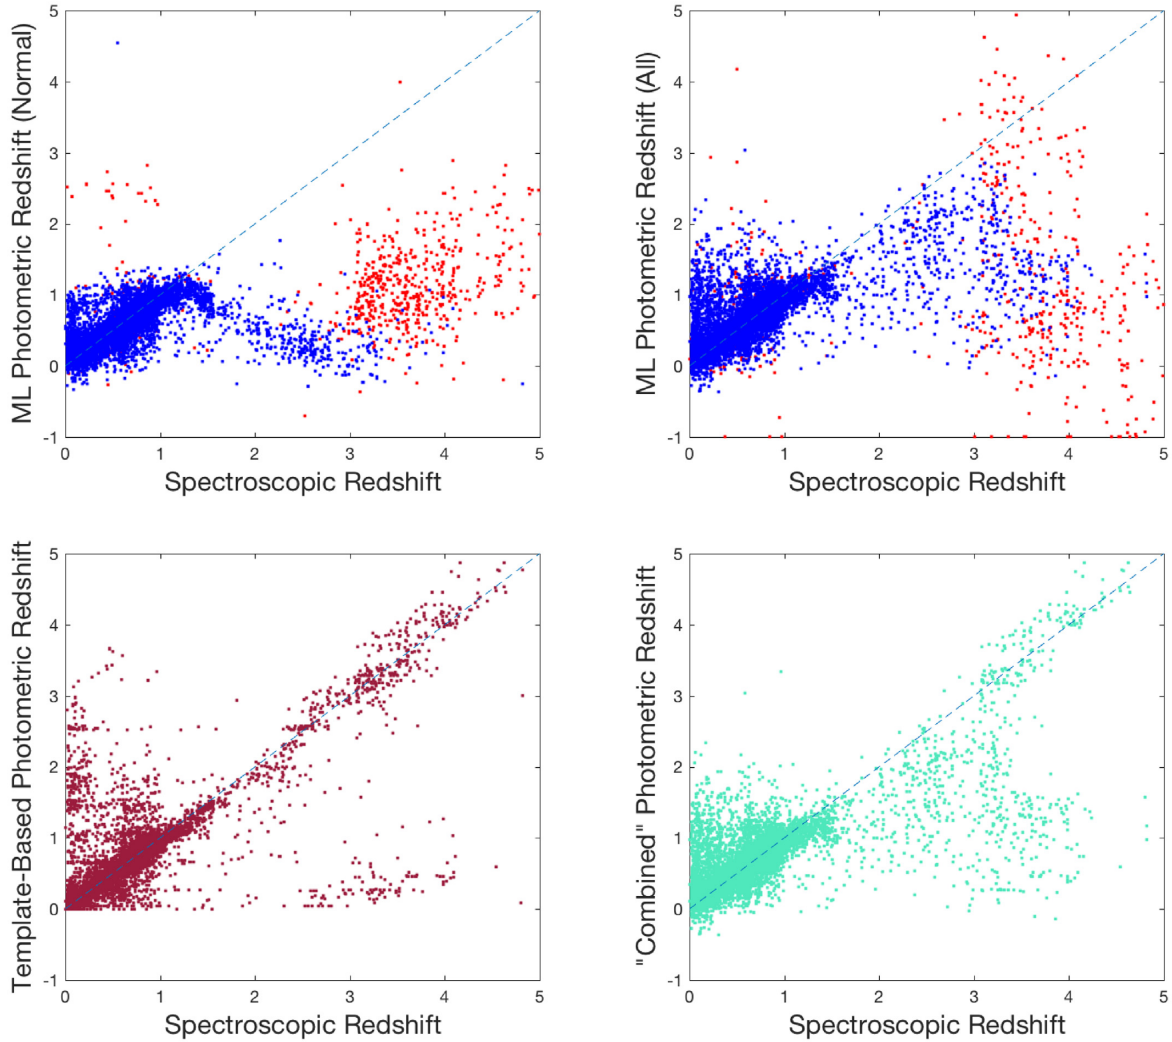 ML Photometric Redshift (Normal)
5
4
3
2
1
0
-1
0 1 2 3 4 5
Spectroscopic Redshift
ML Photometric Redshift (All)
5
4
3
2
1
0
-1
0 1 2 3 4 5
Spectroscopic Redshift
Template-Based Photometric Redshift
5
4
3
2
1
0
-1
0 1 2 3 4 5
Spectroscopic Redshift
"Combined" Photometric Redshift
5
4
3
2
1
0
-1
0 1 2 3 4 5
Spectroscopic Redshift